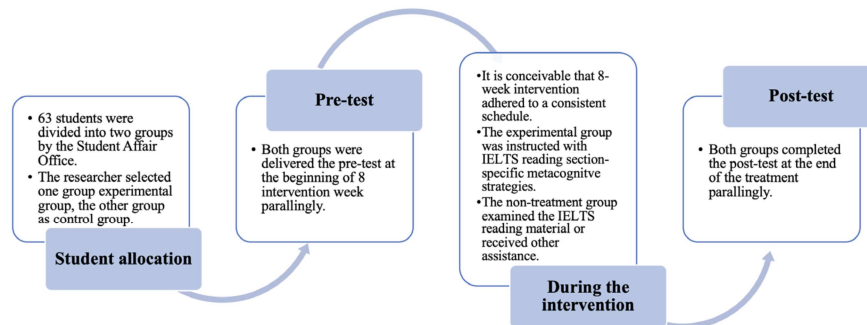 • 63 students were
divided into two groups
by the Student Affair
Office.
• The researcher selected
one group experimental
group, the other group
as control group.
Student allocation
Pre-test
• Both groups were
delivered the pre-test at
the beginning of 8
intervention week
parallingly.
•It is conceivable that 8-
week intervention
adhered to a consistent
schedule.
•The experimental group
was instructed with
IELTS reading section-
specific metacognitve
strategies.
•The non-treatment group
examined the IELTS
reading material or
received other
assistance.
During the
intervention
Post-test
• Both groups completed
the post-test at the end
of the treatment
parallingly.